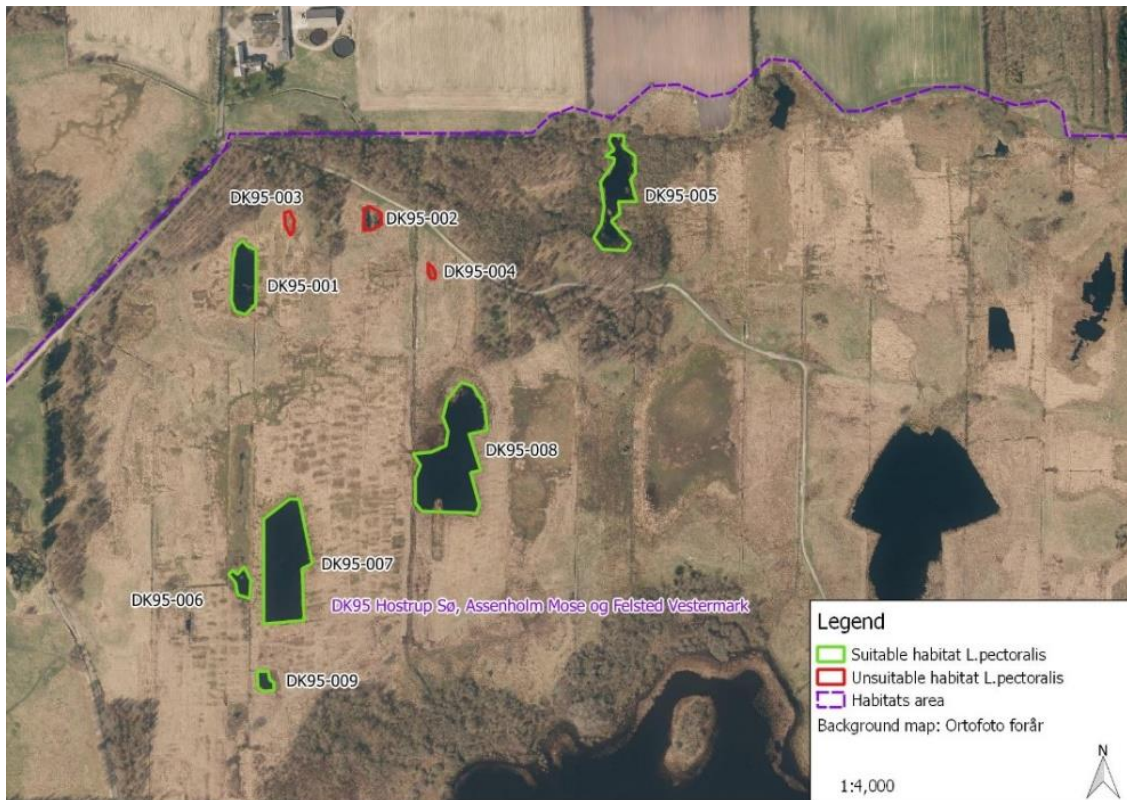 DK95-003
DK95-002
DK95-005
DK95-004
DK95-001
DK95-008
DK95-007
DK95-006
DK95 Hostrup Sø, Assenholm Mose og Felsted Vestermark
DK95-009
Legend
Suitable habitat L.pectoralis
Unsuitable habitat L.pectoralis
Habitats area
Background map: Ortofoto forår
N
1:4,000